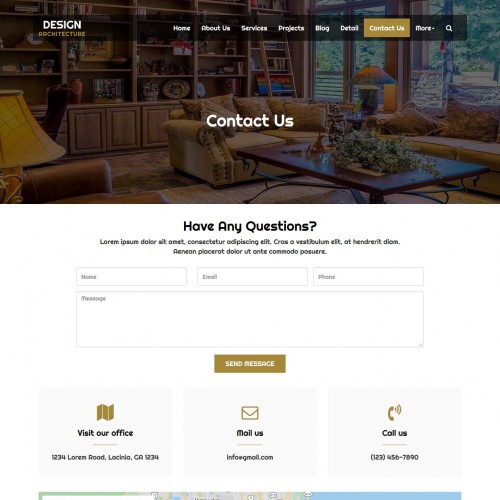 DESIGN
ARCHITECTURE
Home About Us Services Projects Blog Detail Contact Us More+
Contact Us
Have Any Questions?
Lorem ipsum dolor sit amet, consectetur adipiscing elit. Cras a vestibulum elit, at hendrerit diam.
Aenean placerat dolor ut ante commodo posuere.
Name Email Phone
Message
SEND MESSAGE
Visit our office Mail us Call us
1234 Lorem Road, Lacinia, GA 1234 info@gmail.com (123) 456-7890